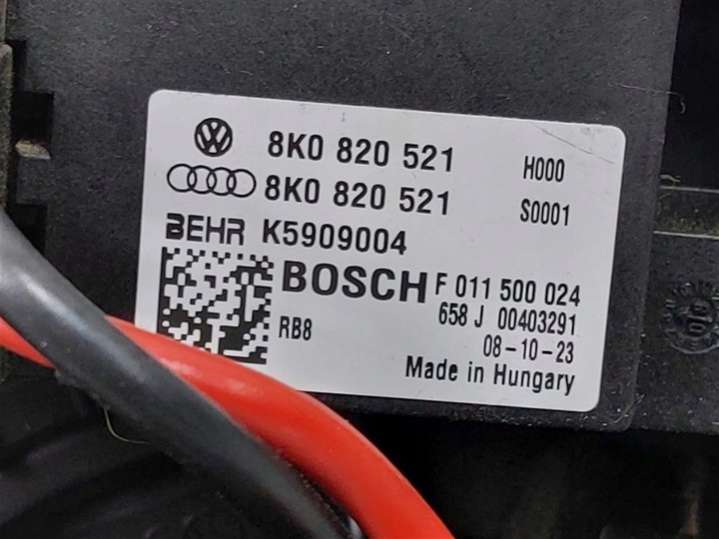 8K0 820 521 H000
8K0 820 521 S0001
BEHR K5909004
BOSCH F 011 500 024
658 J 00403291
RB8 08-10-23
Made in Hungary